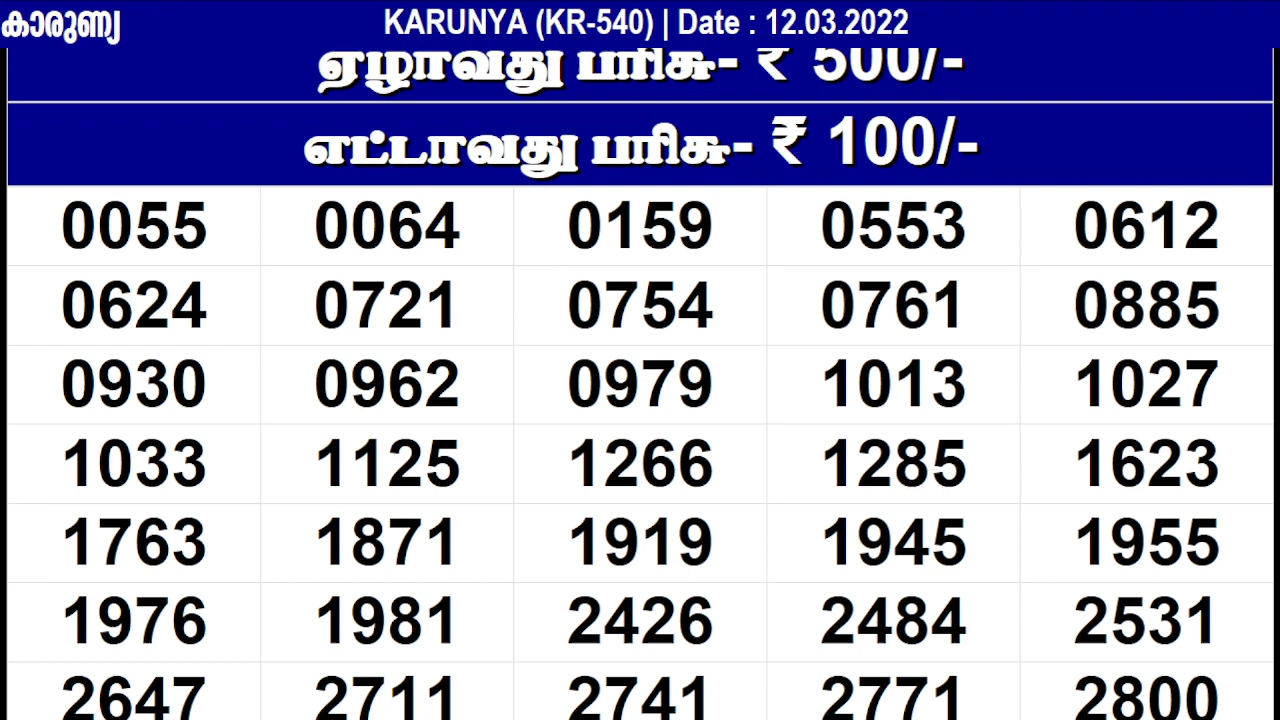 കാരുണ്യ KARUNYA (KR-540) | Date : 12.03.2022
ஏழாவது பரிசு- ₹ 500/-
எட்டாவது பரிசு- ₹ 100/-
0055 0064 0159 0553 0612
0624 0721 0754 0761 0885
0930 0962 0979 1013 1027
1033 1125 1266 1285 1623
1763 1871 1919 1945 1955
1976 1981 2426 2484 2531
2647 2711 2741 2771 2800